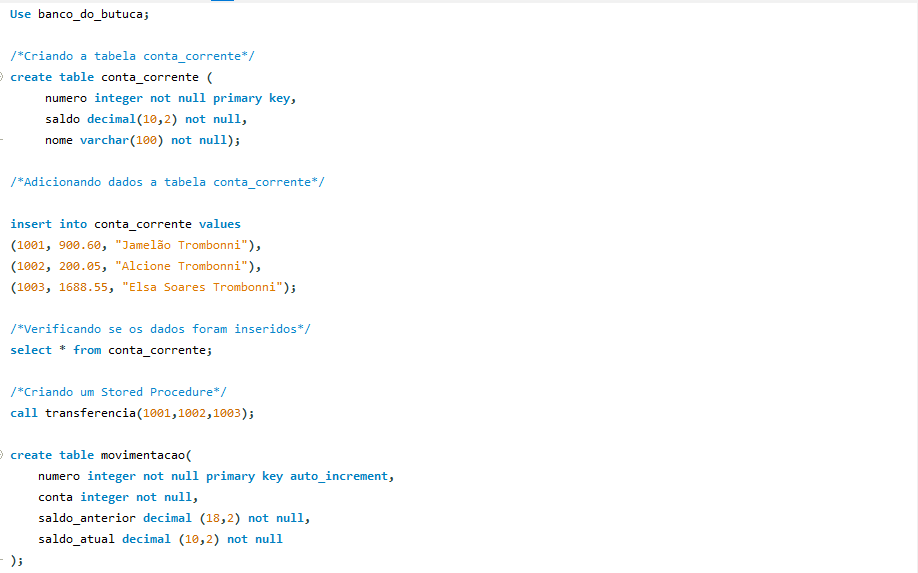 Use banco_do_butuca;
/*Criando a tabela conta_corrente*/
create table conta_corrente (
numero integer not null primary key,
saldo decimal(10,2) not null,
nome varchar(100) not null);
/*Adicionando dados a tabela conta_corrente*/
insert into conta_corrente values
(1001, 900.60, "Jamelão Trombonni"),
(1002, 200.05, "Alcione Trombonni"),
(1003, 1688.55, "Elsa Soares Trombonni");
/*Verificando se os dados foram inseridos*/
select * from conta_corrente;
/*Criando um Stored Procedure*/
call transferencia(1001,1002,1003);
create table movimentacao(
numero integer not null primary key auto_increment,
conta integer not null,
saldo_anterior decimal (18,2) not null,
saldo_atual decimal (10,2) not null
);